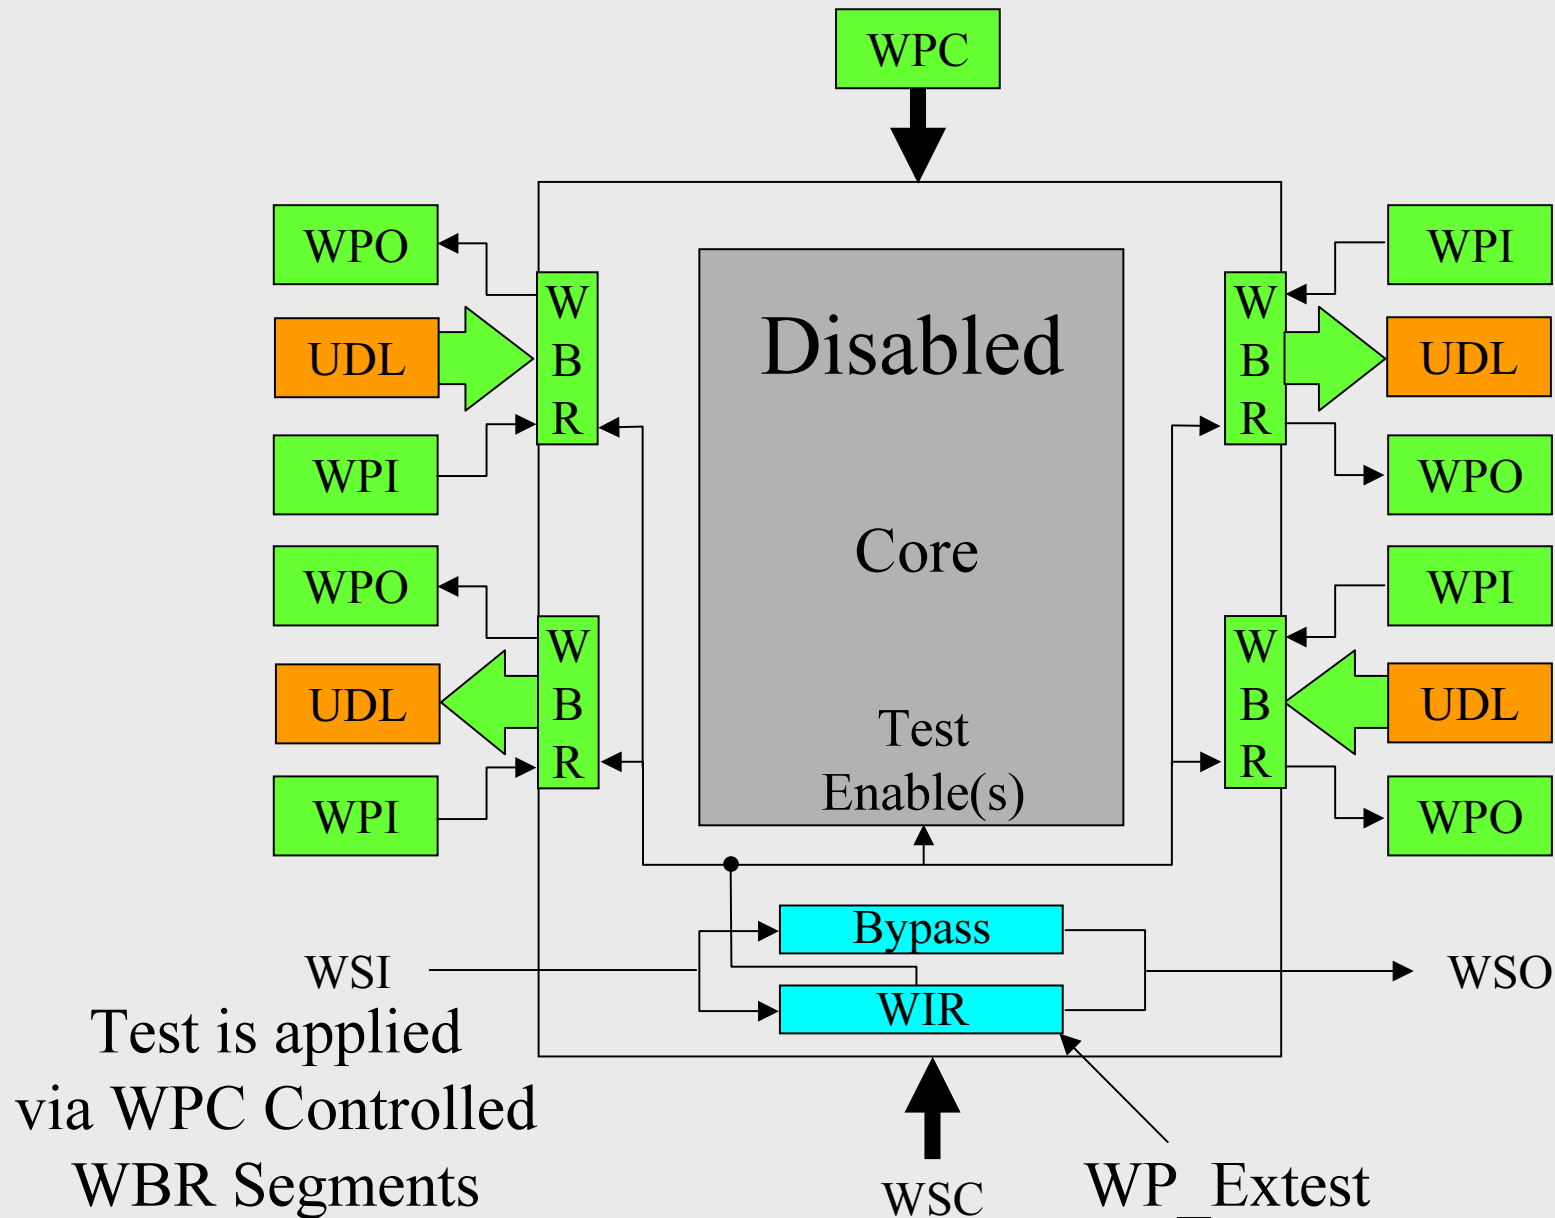 WPC
WPO
WPI
W
B
R
Disabled
W
B
R
UDL
UDL
WPI
WPO
Core
WPO
WPI
W
B
R
Test
Enable(s)
W
B
R
UDL
UDL
WPI
WPO
Bypass
WSI
WSO
WIR
Test is applied
via WPC Controlled
WBR Segments
WSC
WP_Extest